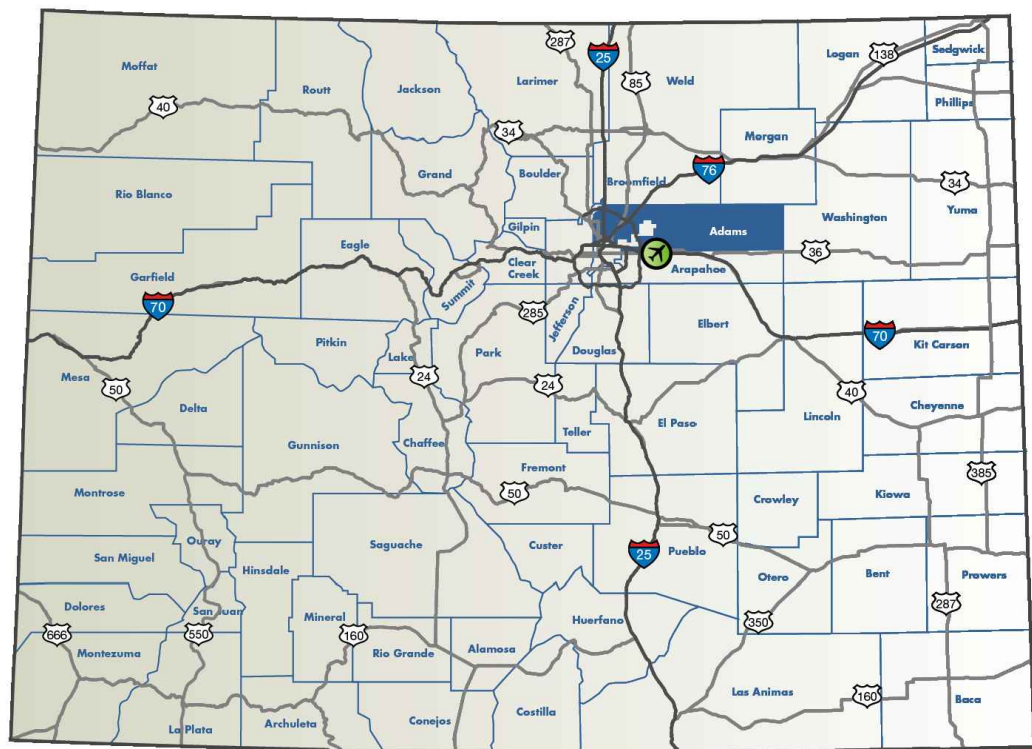 287
25
138
Sedgwick
Logan
Moffat
Larimer
85
Weld
Routt
Jackson
Phillips
40
34
Morgan
76
Grand
Boulder
Broomfield
34
Rio Blanco
Yuma
Washington
Gilpin
Adams
Eagle
36
Clear
Creek
Arapahoe
Garfield
Summit
70
285
Jefferson
Elbert
70
Pitkin
Kit Carson
Lake
Park
Douglas
Mesa
24
24
50
40
Cheyenne
Delta
Lincoln
El Paso
Teller
Gunnison
Chaffee
Fremont
385
Montrose
50
Crowley
Kiowa
Ouray
50
Saguache
Custer
25
Pueblo
San Miguel
Hinsdale
Otero
Bent
Prowers
Dolores
287
San Juan
Mineral
Huerfano
350
666
550
160
Montezuma
Rio Grande
Alamosa
Las Animas
160
Baca
Costilla
Conejos
Archuleta
La Plata